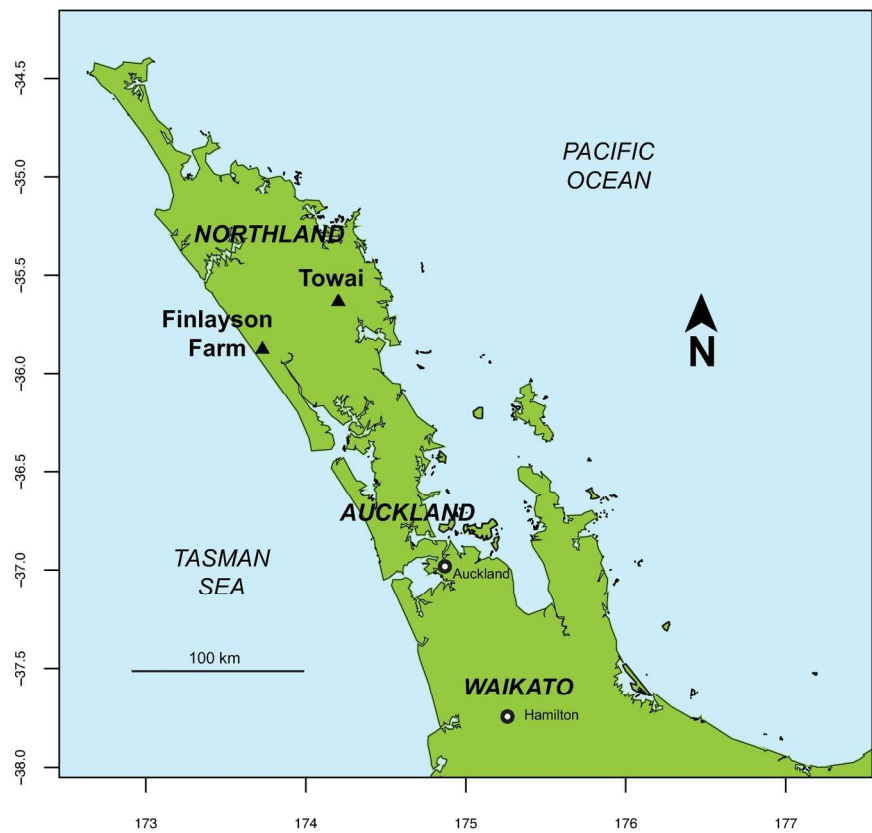 -34.5
-35.0
-35.5
-36.0
-36.5
-37.0
-37.5
-38.0
PACIFIC
OCEAN
NORTHLAND
Towai
Finlayson
Farm
N
AUCKLAND
TASMAN
SEA
Auckland
100 km
WAIKATO
Hamilton
173
174
175
176
177